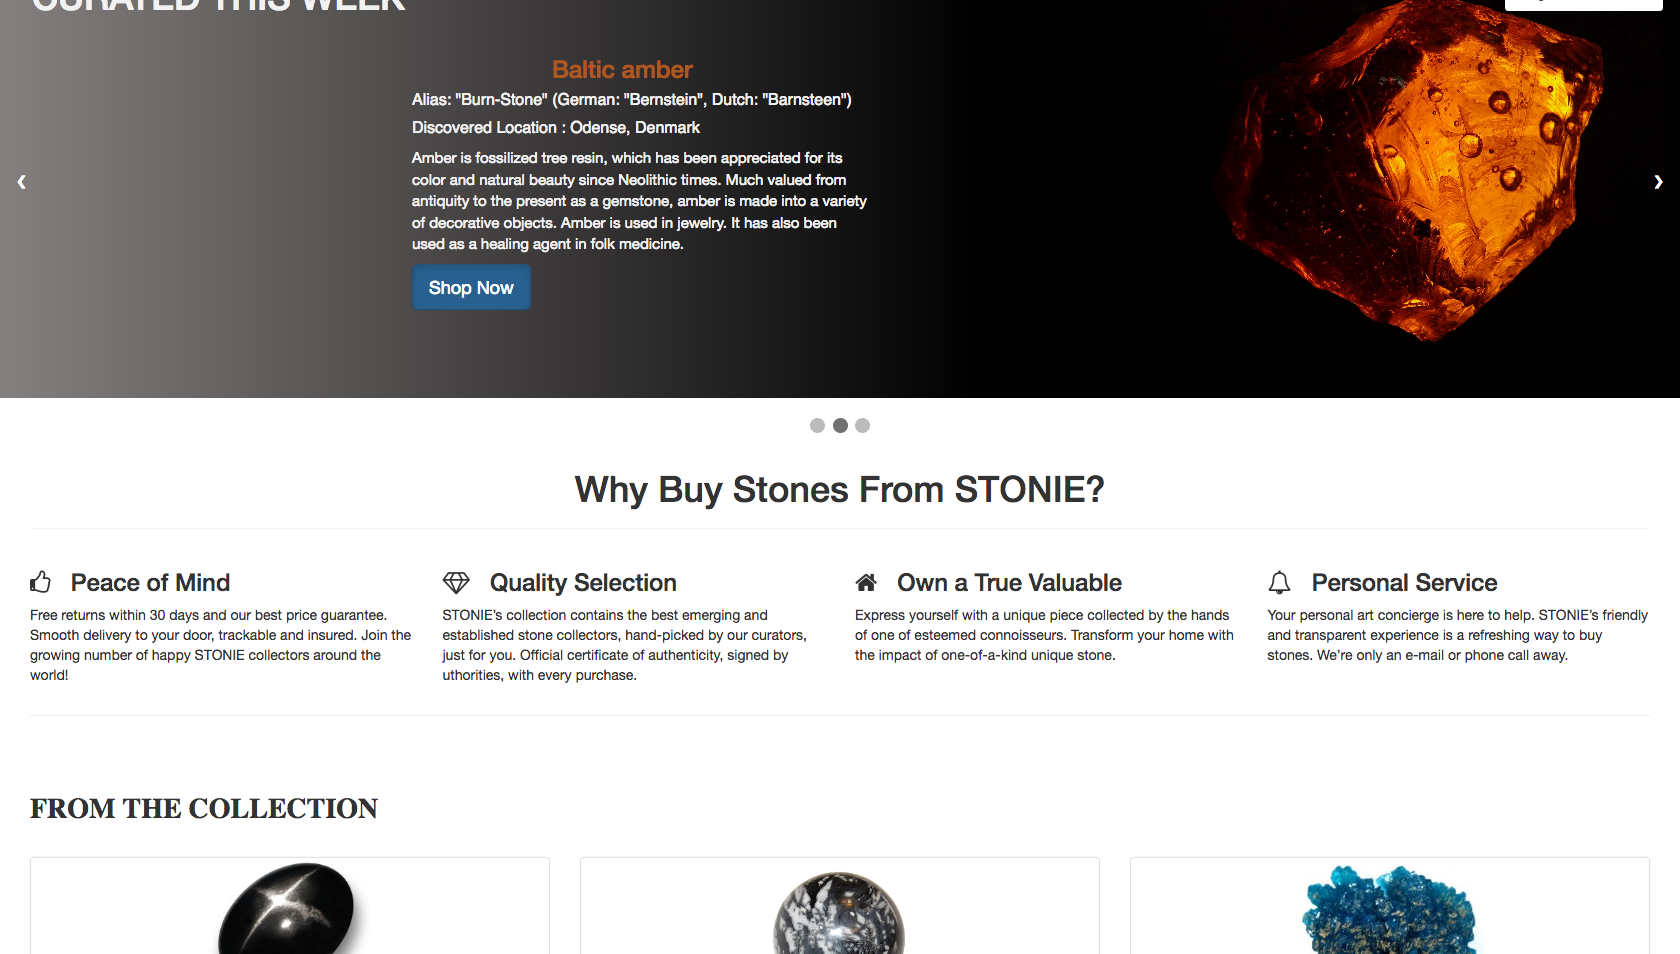 CURATED THIS WEEK
Baltic amber
Alias: "Burn-Stone" (German: "Bernstein", Dutch: "Barnsteen")
Discovered Location : Odense, Denmark
Amber is fossilized tree resin, which has been appreciated for its
color and natural beauty since Neolithic times. Much valued from
antiquity to the present as a gemstone, amber is made into a variety
of decorative objects. Amber is used in jewelry. It has also been
used as a healing agent in folk medicine.
Shop Now
Why Buy Stones From STONIE?
Peace of Mind
Free returns within 30 days and our best price guarantee.
Smooth delivery to your door, trackable and insured. Join the
growing number of happy STONIE collectors around the
world!
Quality Selection
STONIE's collection contains the best emerging and
established stone collectors, hand-picked by our curators,
just for you. Official certificate of authenticity, signed by
uthorities, with every purchase.
Own a True Valuable
Express yourself with a unique piece collected by the hands
of one of esteemed connoisseurs. Transform your home with
the impact of one-of-a-kind unique stone.
Personal Service
Your personal art concierge is here to help. STONIE's friendly
and transparent experience is a refreshing way to buy
stones. We're only an e-mail or phone call away.
FROM THE COLLECTION